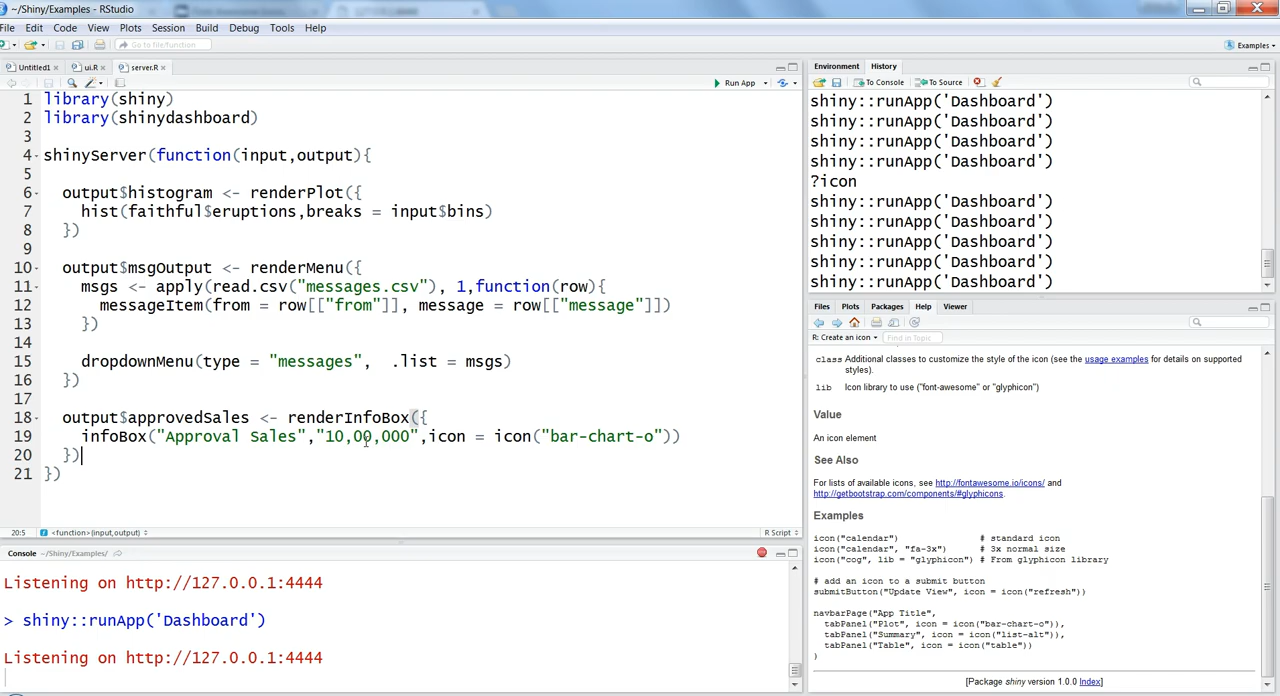 ~/Shiny/Examples - RStudio
File Edit Code View Plots Session Build Debug Tools Help
Go to file/function Examples
Untitled1 ui.R server.R
Run App
1 library(shiny)
2 library(shinydashboard)
3
4 shinyServer(function(input,output){
5
6 output$histogram <- renderPlot({
7 hist(faithful$eruptions,breaks = input$bins)
8 })
9
10 output$msgOutput <- renderMenu({
11 msgs <- apply(read.csv("messages.csv"), 1,function(row){
12 messageItem(from = row[["from"]], message = row[["message"]])
13 })
14
15 dropdownMenu(type = "messages", .list = msgs)
16 })
17
18 output$approvedSales <- renderInfoBox({
19 infoBox("Approval Sales","10,00,000",icon = icon("bar-chart-o"))
20 })
21 })
20:5 <function>(input,output) R Script
Console ~/Shiny/Examples/
Listening on http://127.0.0.1:4444
> shiny::runApp('Dashboard')
Listening on http://127.0.0.1:4444
Environment History
To Console To Source
shiny::runApp('Dashboard')
shiny::runApp('Dashboard')
shiny::runApp('Dashboard')
shiny::runApp('Dashboard')
?icon
shiny::runApp('Dashboard')
shiny::runApp('Dashboard')
shiny::runApp('Dashboard')
shiny::runApp('Dashboard')
shiny::runApp('Dashboard')
Files Plots Packages Help Viewer
R: Create an icon Find in Topic
class Additional classes to customize the style of the icon (see the usage examples for details on supported
styles).
lib Icon library to use ("font-awesome" or "glyphicon")
Value
An icon element
See Also
For lists of available icons, see http://fontawesome.io/icons/ and
http://getbootstrap.com/components/#glyphicons.
Examples
icon("calendar") # standard icon
icon("calendar", "fa-3x") # 3x normal size
icon("cog", lib = "glyphicon") # From glyphicon library
# add an icon to a submit button
submitButton("Update View", icon = icon("refresh"))
navbarPage("App Title",
tabPanel("Plot", icon = icon("bar-chart-o")),
tabPanel("Summary", icon = icon("list-alt")),
tabPanel("Table", icon = icon("table"))
)
[Package shiny version 1.0.0 Index]